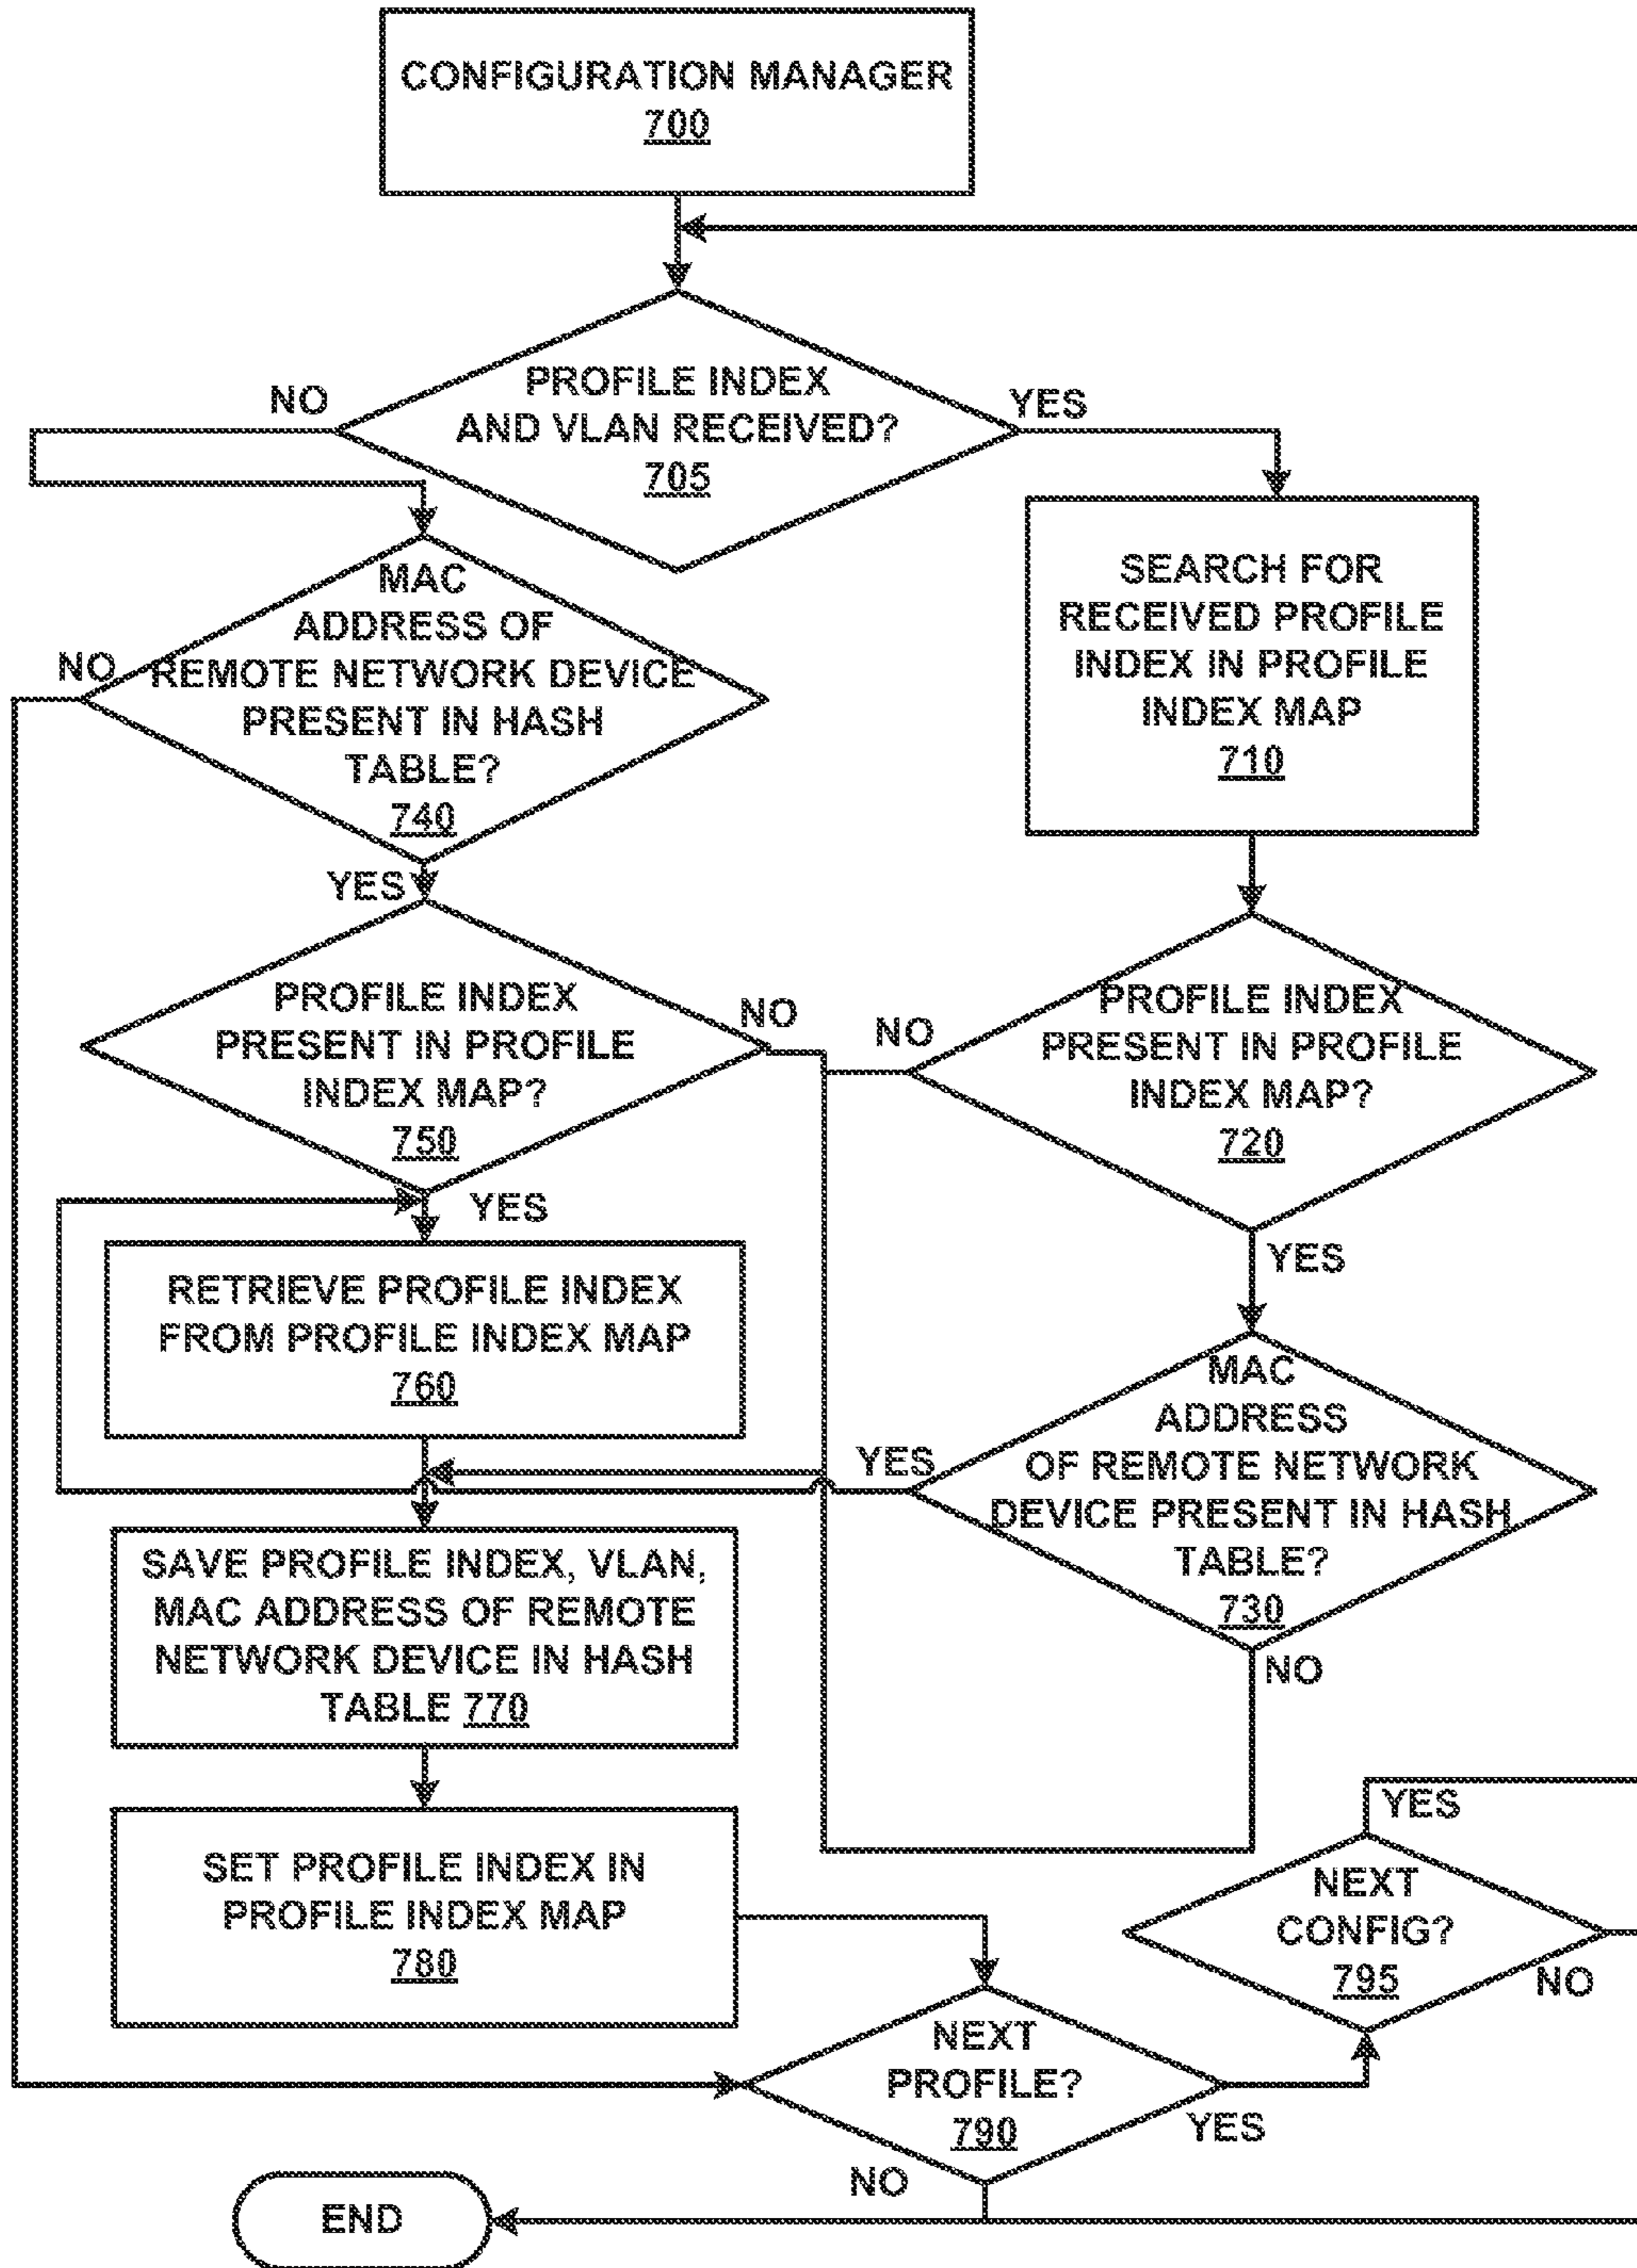 CONFIGURATION MANAGER
700
NO
PROFILE INDEX
AND VLAN RECEIVED?
705
YES
MAC
ADDRESS OF
REMOTE NETWORK DEVICE
PRESENT IN HASH
TABLE?
740
NO
YES
SEARCH FOR
RECEIVED PROFILE
INDEX IN PROFILE
INDEX MAP
710
PROFILE INDEX
PRESENT IN PROFILE
INDEX MAP?
750
NO
YES
NO
PROFILE INDEX
PRESENT IN PROFILE
INDEX MAP?
720
YES
RETRIEVE PROFILE INDEX
FROM PROFILE INDEX MAP
760
YES
MAC
ADDRESS
OF REMOTE NETWORK
DEVICE PRESENT IN HASH
TABLE?
730
NO
SAVE PROFILE INDEX, VLAN,
MAC ADDRESS OF REMOTE
NETWORK DEVICE IN HASH
TABLE 770
SET PROFILE INDEX IN
PROFILE INDEX MAP
780
YES
NEXT
CONFIG?
795
NO
NEXT
PROFILE?
790
YES
NO
END